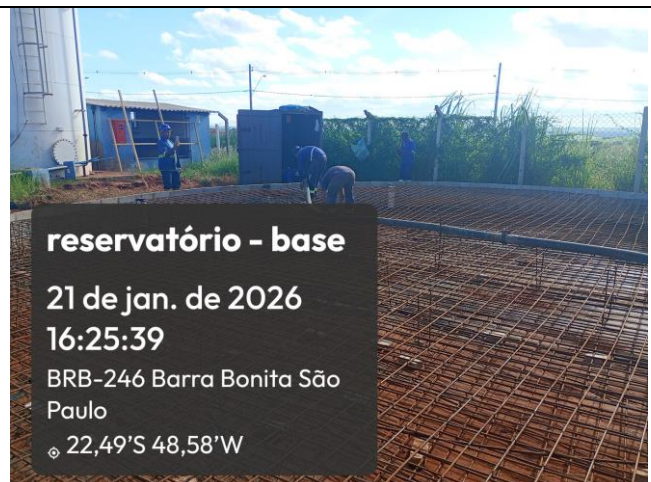 reservatório - base
21 de jan. de 2026
16:25:39
BRB-246 Barra Bonita São
Paulo
22,49'S 48,58'W